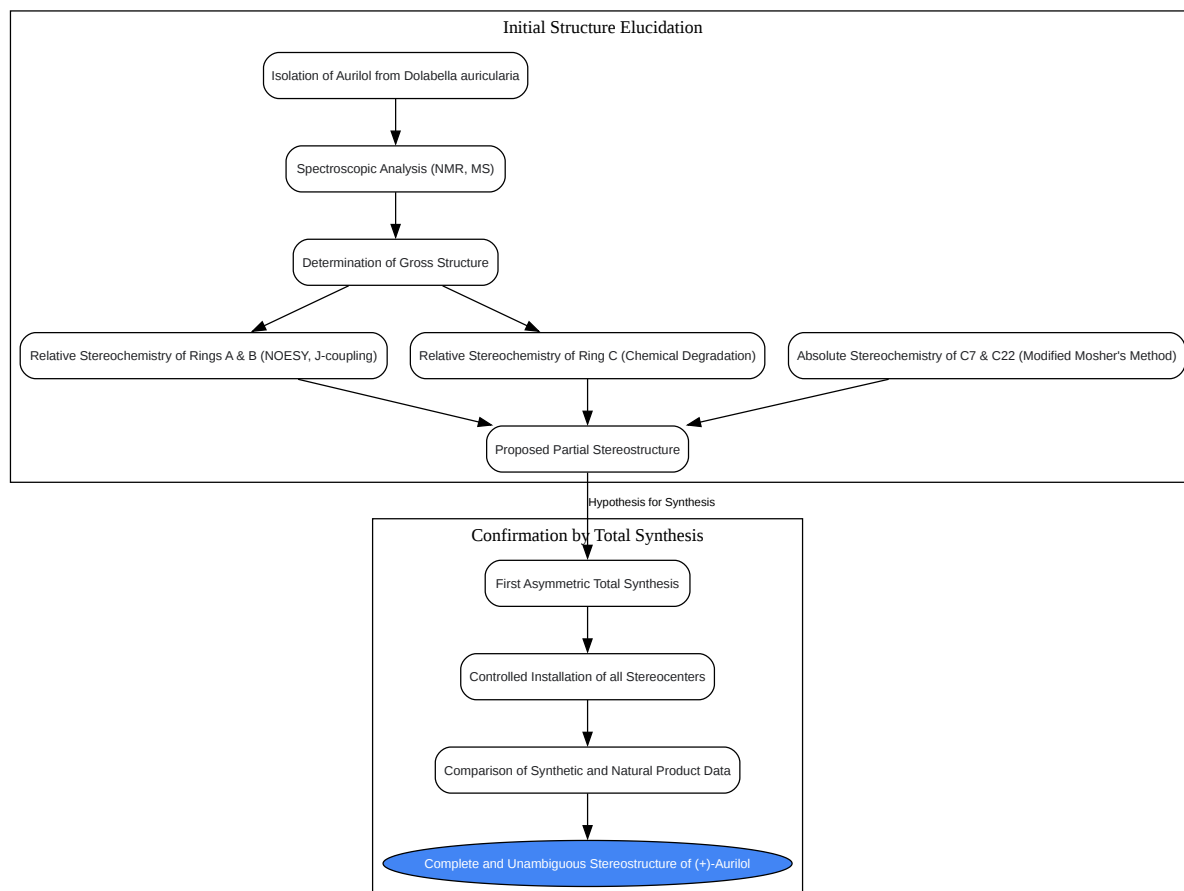 Initial Structure Elucidation
Isolation of Aurilol from Dolabella auricularia
Spectroscopic Analysis (NMR, MS)
Determination of Gross Structure
Relative Stereochemistry of Rings A & B (NOESY, J-coupling)
Relative Stereochemistry of Ring C (Chemical Degradation)
Absolute Stereochemistry of C7 & C22 (Modified Mosher's Method)
Proposed Partial Stereostructure
Hypothesis for Synthesis
Confirmation by Total Synthesis
First Asymmetric Total Synthesis
Controlled Installation of all Stereocenters
Comparison of Synthetic and Natural Product Data
Complete and Unambiguous Stereostructure of (+)-Aurilol